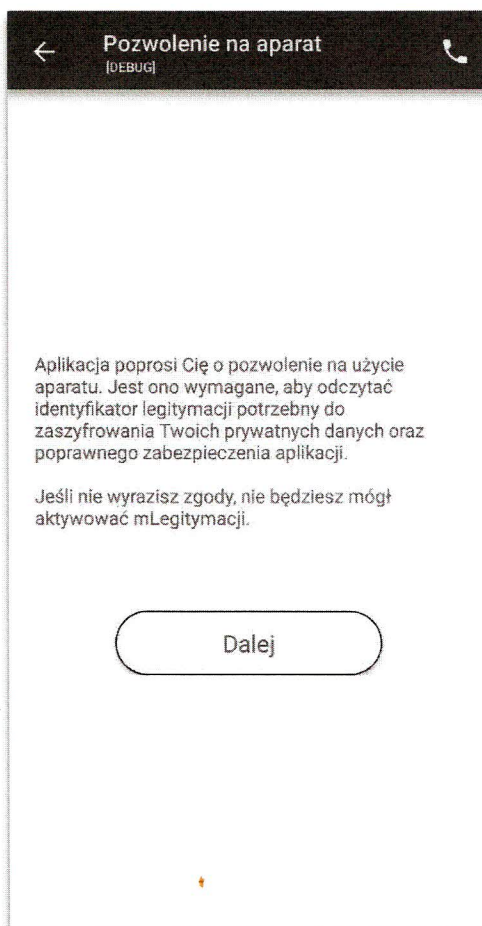 Pozwolenie na aparat
[DEBUG]
Aplikacja poprosi Cię o pozwolenie na użycie
aparatu. Jest ono wymagane, aby odczytać
identyfikator legitymacji potrzebny do
zaszyfrowania Twoich prywatnych danych oraz
poprawnego zabezpieczenia aplikacji.
Jeśli nie wyrazisz zgody, nie będziesz mógł
aktywować mLegitymacji.
Dalej